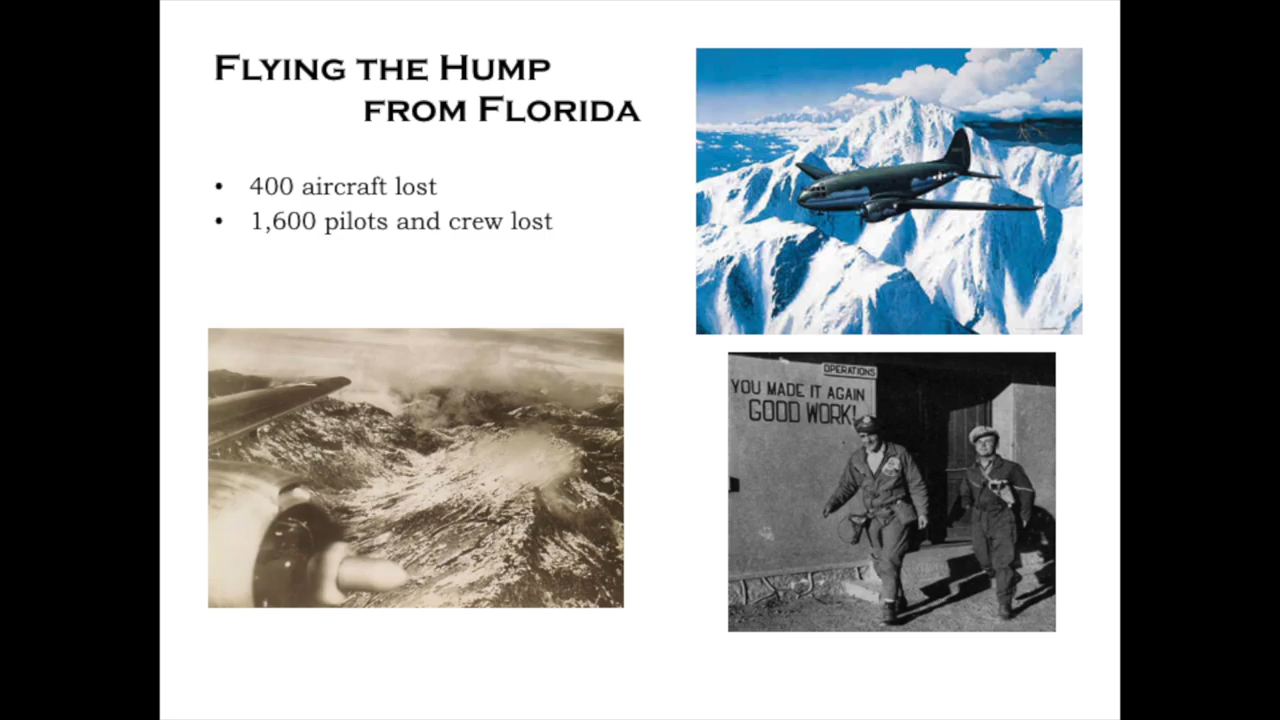 Flying the Hump
from Florida
• 400 aircraft lost
• 1,600 pilots and crew lost
OPERATIONS
YOU MADE IT AGAIN
GOOD WORK!